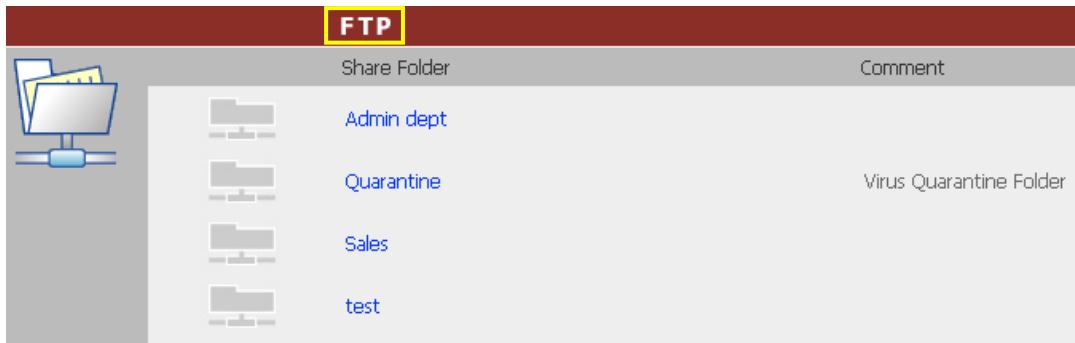 FTP
Share Folder Comment
Admin dept
Quarantine Virus Quarantine Folder
Sales
test